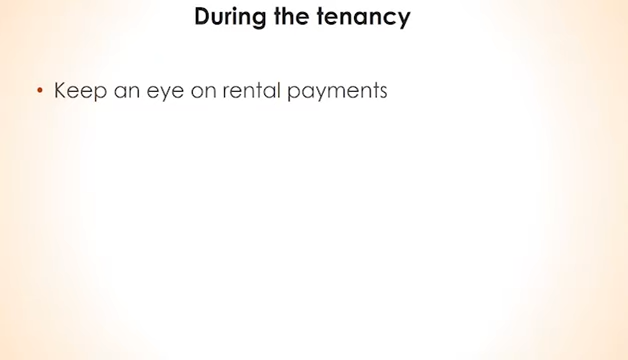 During the tenancy
• Keep an eye on rental payments